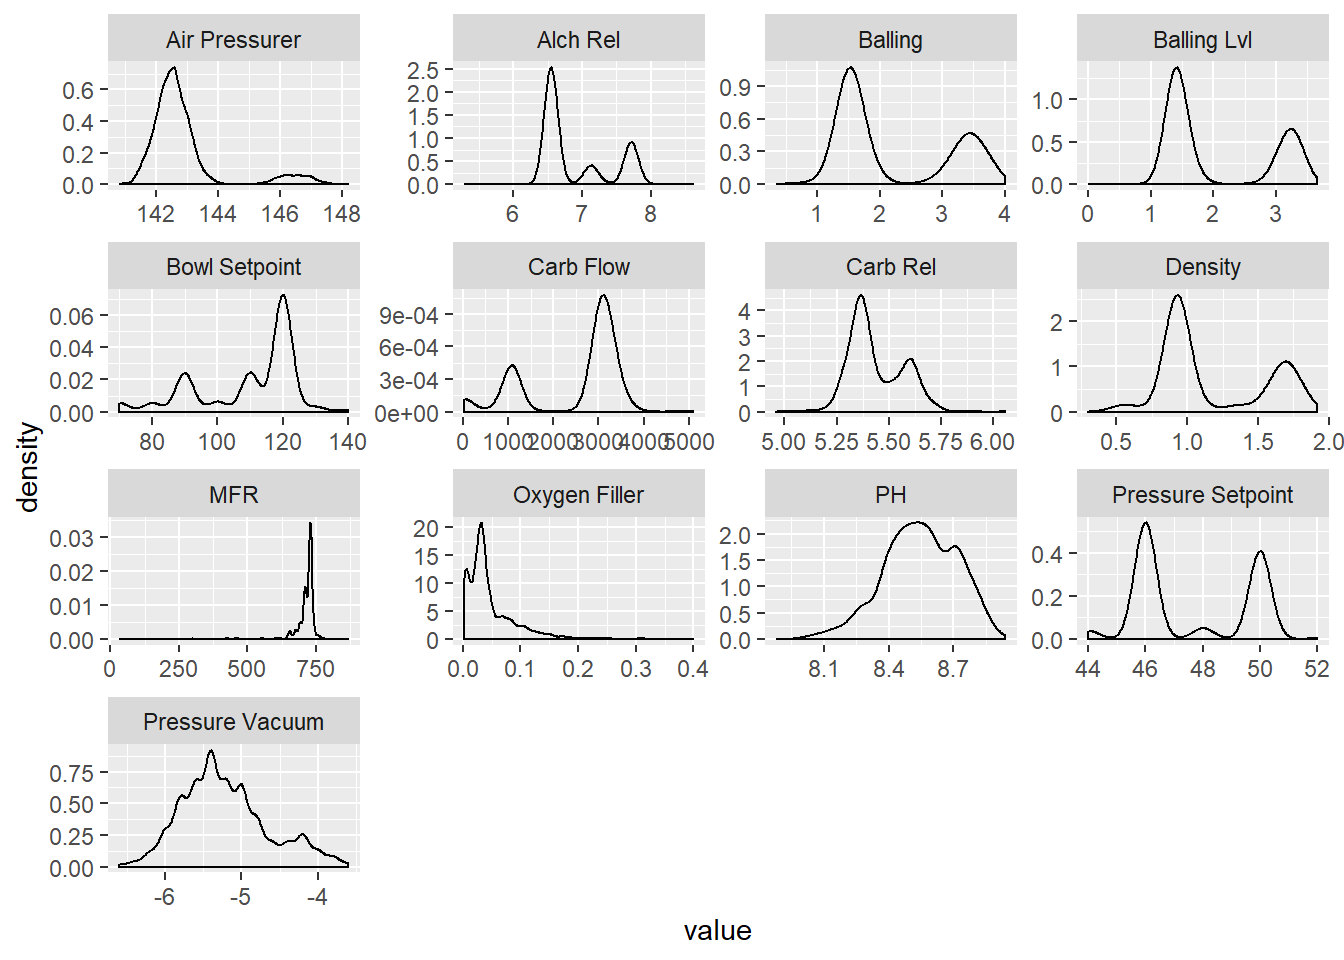 Air Pressurer Alch Rel Balling Balling Lvl
0.6 2.5 0.9 1.0
0.4 2.0 0.6 0.5
0.2 1.5 0.3 0.0
0.0 1.0 0.0
0.5
0.0
142 144 146 148 6 7 8 1 2 3 4 0 1 2 3
Bowl Setpoint Carb Flow Carb Rel Density
0.06 9e-04 4 2
0.04 6e-04 3 1
0.02 3e-04 2 0
0.00 0e+00 1
0
80 100 120 140 0 1000 2000 3000 4000 5000 5.00 5.25 5.50 5.75 6.00 0.5 1.0 1.5 2.0
density
MFR Oxygen Filler PH Pressure Setpoint
0.03 20 2.0 0.4
0.02 15 1.5 0.2
0.01 10 1.0 0.0
0.00 5 0.5
0 0.0
0 250 500 750 0.0 0.1 0.2 0.3 0.4 8.1 8.4 8.7 44 46 48 50 52
Pressure Vacuum
0.75
0.50
0.25
0.00
-6 -5 -4
value